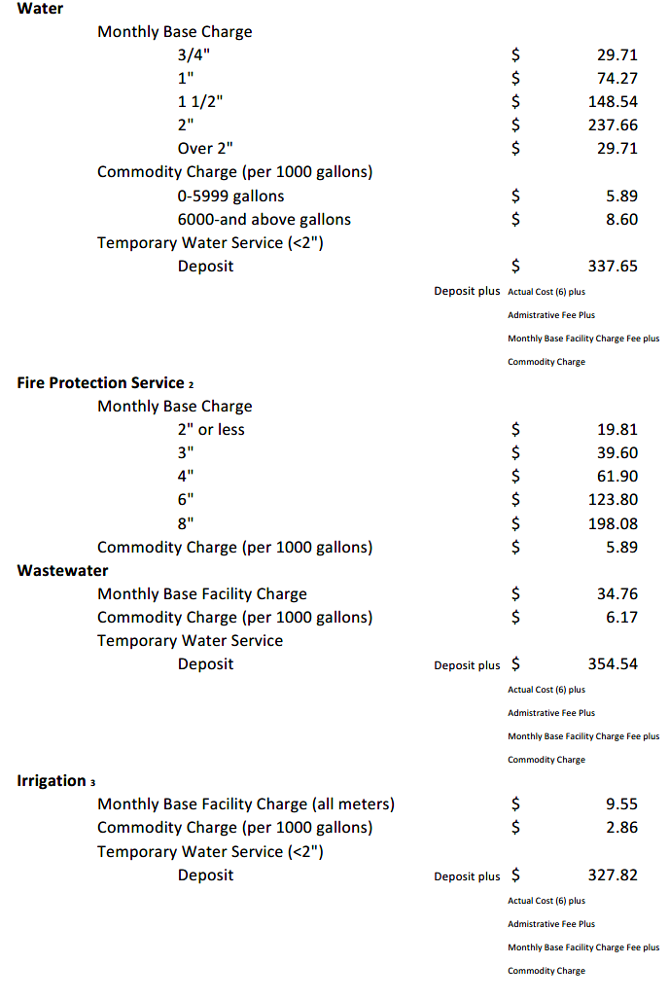 Water
Monthly Base Charge
3/4" $ 29.71
1" $ 74.27
1 1/2" $ 148.54
2" $ 237.66
Over 2" $ 29.71
Commodity Charge (per 1000 gallons)
0-5999 gallons $ 5.89
6000-and above gallons $ 8.60
Temporary Water Service (<2")
Deposit $ 337.65
Deposit plus Actual Cost (6) plus
Admistrative Fee Plus
Monthly Base Facility Charge Fee plus
Commodity Charge
Fire Protection Service 2
Monthly Base Charge
2" or less $ 19.81
3" $ 39.60
4" $ 61.90
6" $ 123.80
8" $ 198.08
Commodity Charge (per 1000 gallons) $ 5.89
Wastewater
Monthly Base Facility Charge $ 34.76
Commodity Charge (per 1000 gallons) $ 6.17
Temporary Water Service
Deposit Deposit plus $ 354.54
Actual Cost (6) plus
Admistrative Fee Plus
Monthly Base Facility Charge Fee plus
Commodity Charge
Irrigation 3
Monthly Base Facility Charge (all meters) $ 9.55
Commodity Charge (per 1000 gallons) $ 2.86
Temporary Water Service (<2")
Deposit Deposit plus $ 327.82
Actual Cost (6) plus
Admistrative Fee Plus
Monthly Base Facility Charge Fee plus
Commodity Charge